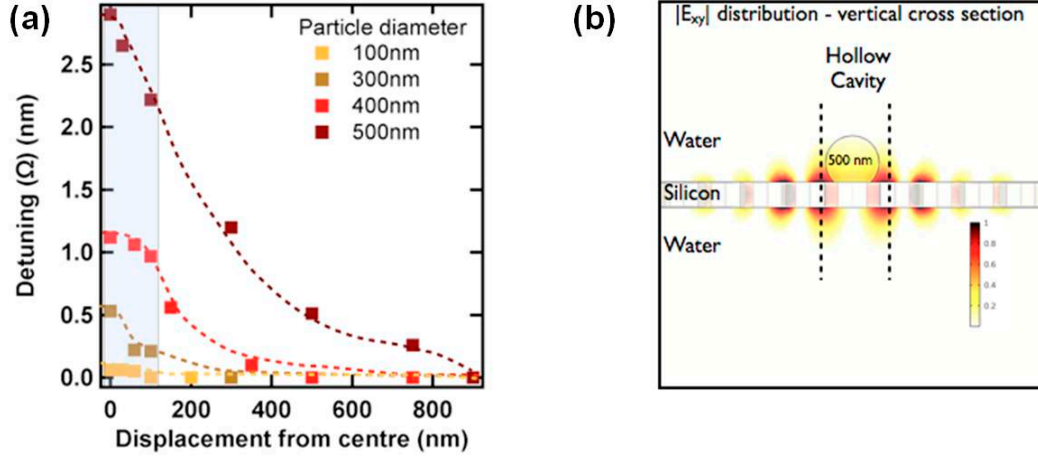 (a)
Particle diameter
100nm
300nm
400nm
500nm
Detuning (Ω) (nm)
2.5
2.0
1.5
1.0
0.5
0.0
0 200 400 600 800
Displacement from centre (nm)
(b)
|Exy| distribution - vertical cross section
Hollow
Cavity
Water
500 nm
Silicon
Water
1
0.8
0.6
0.4
0.2